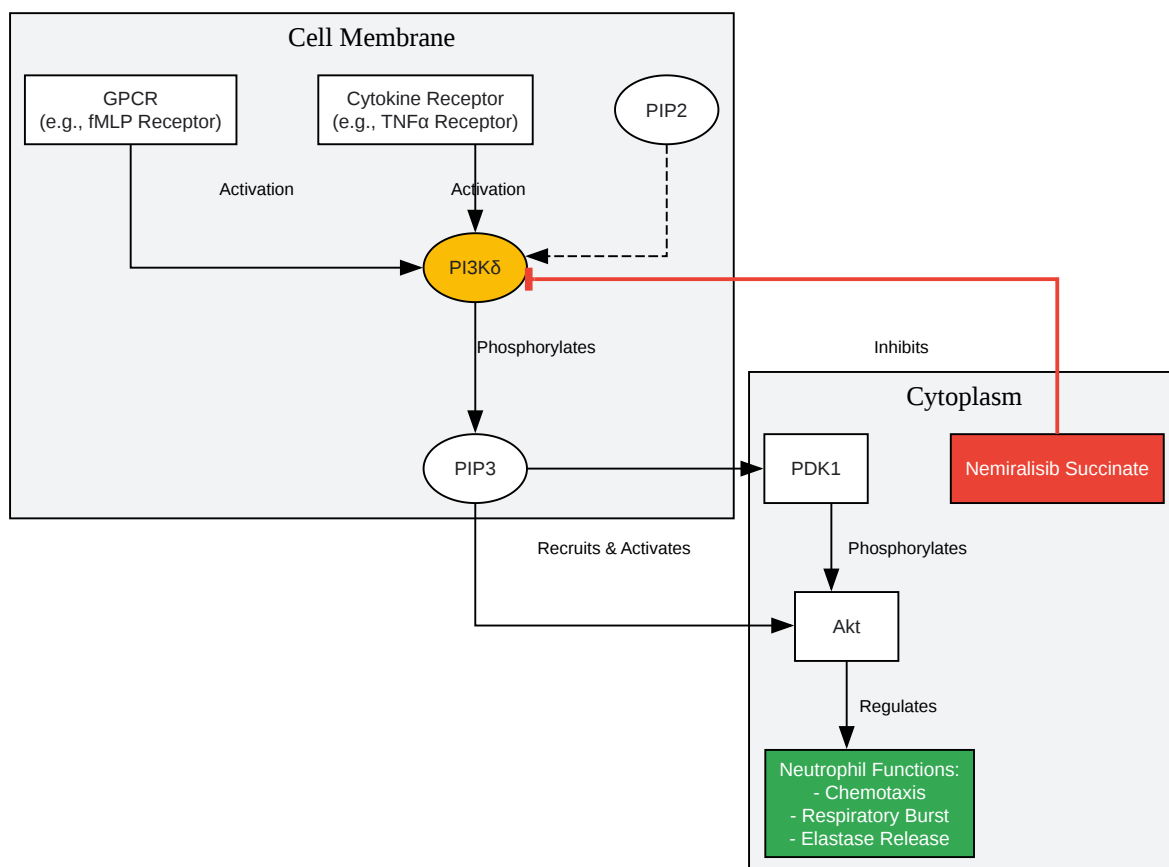 Cell Membrane
GPCR
(e.g., fMLP Receptor)
Cytokine Receptor
(e.g., TNFα Receptor)
PIP2
Activation
Activation
PI3Kδ
Phosphorylates
Inhibits
Cytoplasm
PIP3
PDK1
Nemiralisib Succinate
Recruits & Activates
Phosphorylates
Akt
Regulates
Neutrophil Functions:
- Chemotaxis
- Respiratory Burst
- Elastase Release